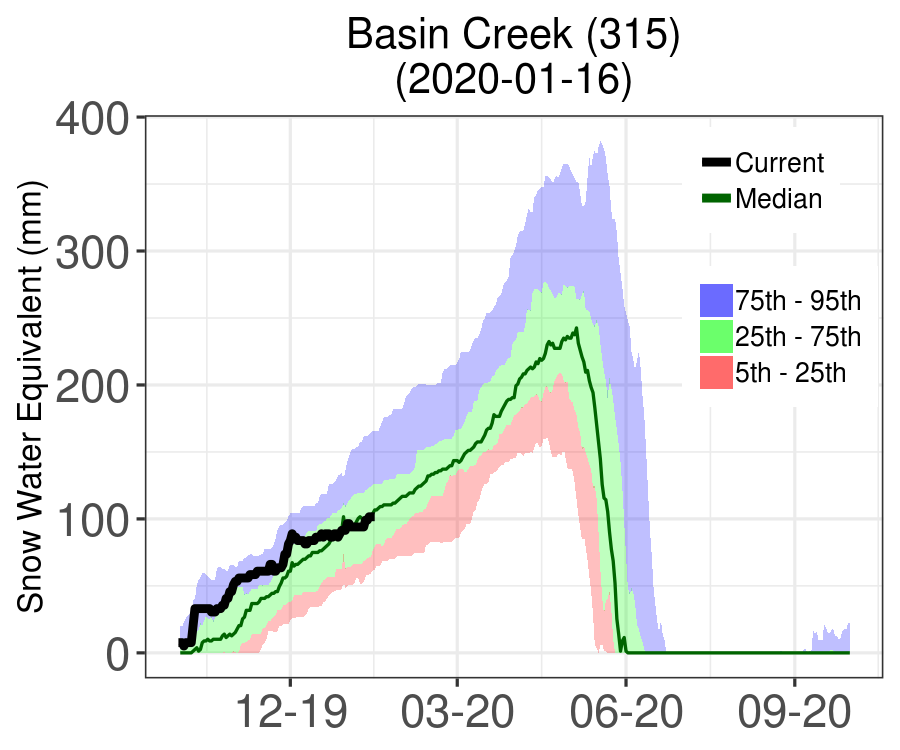 Basin Creek (315)
(2020-01-16)
Snow Water Equivalent (mm)
400
300
200
100
0
12-19
03-20
06-20
09-20
Current
Median
75th - 95th
25th - 75th
5th - 25th